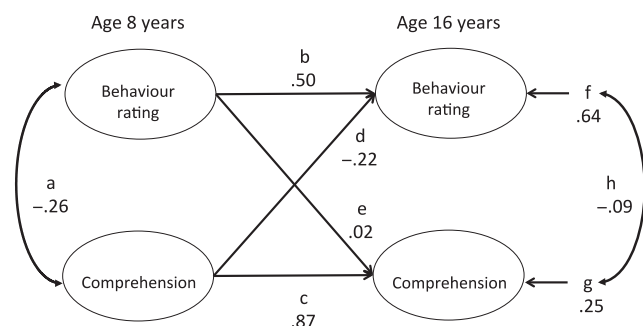 Age 8 years
Age 16 years
b
.50
Behaviour
rating
Behaviour
rating
f
.64
d
–.22
a
–.26
h
–.09
e
.02
Comprehension
Comprehension
g
.25
c
.87